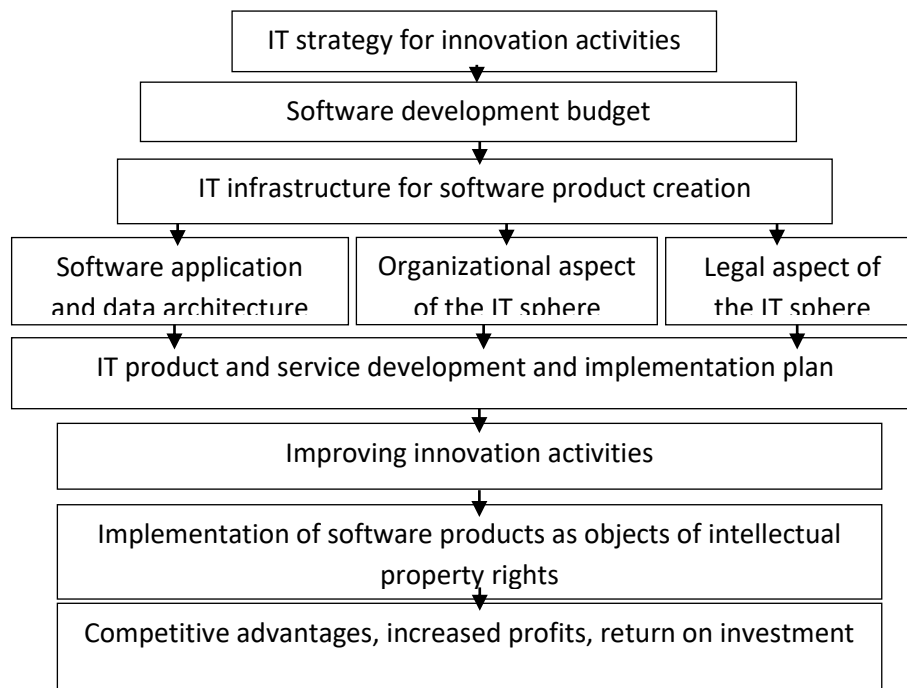 IT strategy for innovation activities
Software development budget
IT infrastructure for software product creation
Software application
and data architecture
Organizational aspect
of the IT sphere
Legal aspect of
the IT sphere
IT product and service development and implementation plan
Improving innovation activities
Implementation of software products as objects of intellectual
property rights
Competitive advantages, increased profits, return on investment